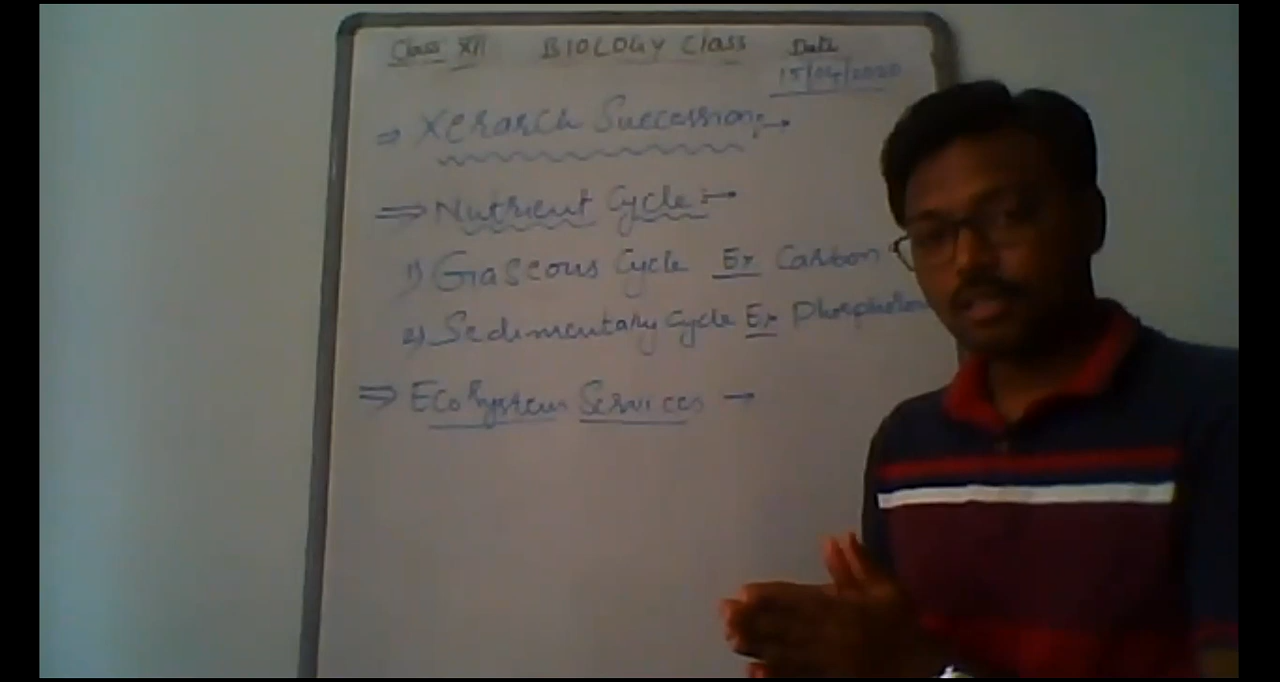 Class XII BIOLOGY Class Date
15/04/2020
⇒ Xerarch Succession :→
⇒ Nutrient Cycle :→
1) Gaseous Cycle Ex Carbon
2) Sedimentary Cycle Ex Phosphorou
⇒ Ecosystem Services →